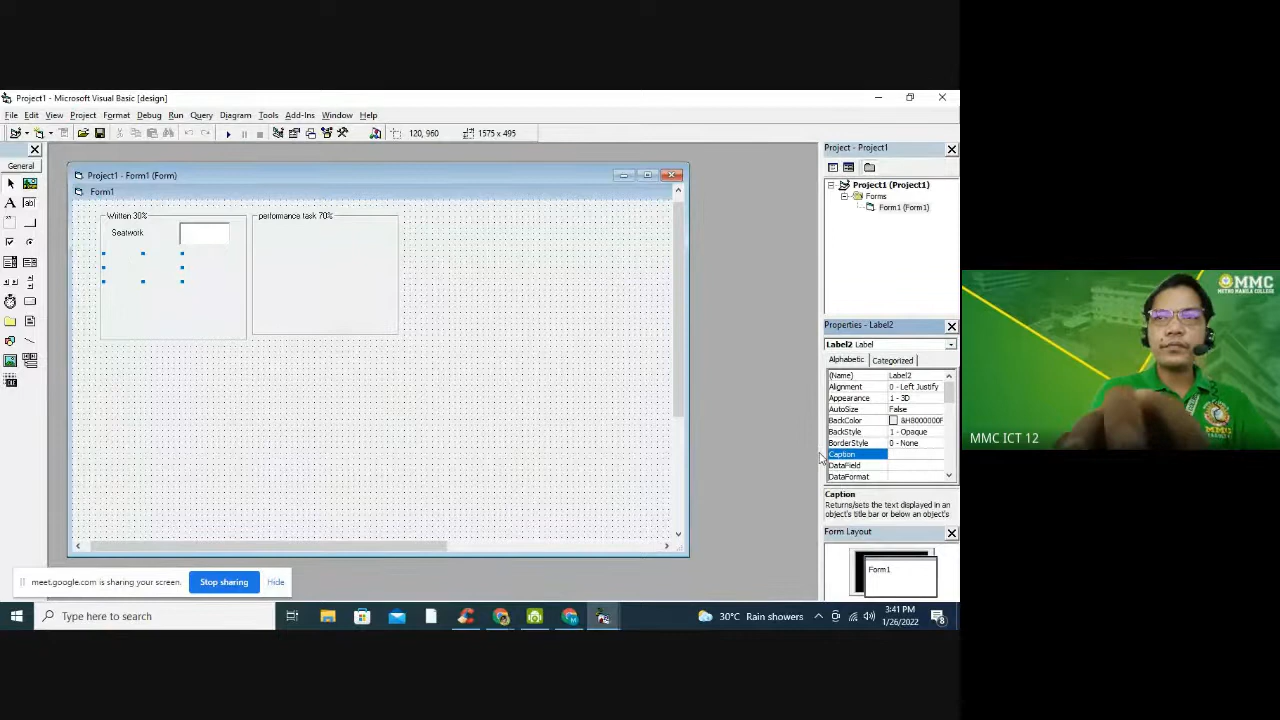 Project1 - Microsoft Visual Basic [design]
File Edit View Project Format Debug Run Query Diagram Tools Add-Ins Window Help
120, 960 1575 x 495
General
Project1 - Form1 (Form)
Form1
Written 30%
Seatwork
performance task 70%
Project - Project1
Project1 (Project1)
Forms
Form1 (Form1)
Properties - Label2
Label2 Label
Alphabetic Categorized
(Name) Label2
Alignment 0 - Left Justify
Appearance 1 - 3D
AutoSize False
BackColor &H8000000F
BackStyle 1 - Opaque
BorderStyle 0 - None
Caption
DataField
DataFormat
Caption
Returns/sets the text displayed in an
object's title bar or below an object's
Form Layout
Form1
MMC
METRO MANILA COLLEGE
MMC ICT 12
meet.google.com is sharing your screen. Stop sharing Hide
Type here to search
30°C Rain showers
3:41 PM
1/26/2022
8